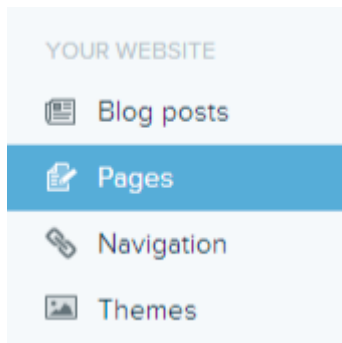 YOUR WEBSITE
Blog posts
Pages
Navigation
Themes